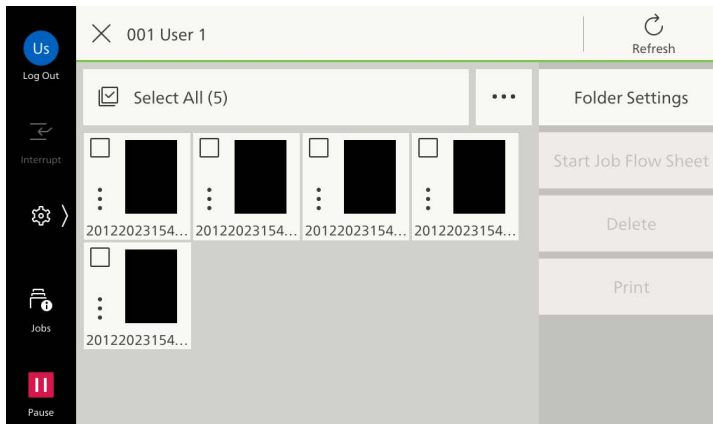 Us
Log Out
Interrupt
Jobs
Pause
001 User 1
Refresh
Select All (5)
Folder Settings
Start Job Flow Sheet
Delete
Print
20122023154...
20122023154...
20122023154...
20122023154...
20122023154...